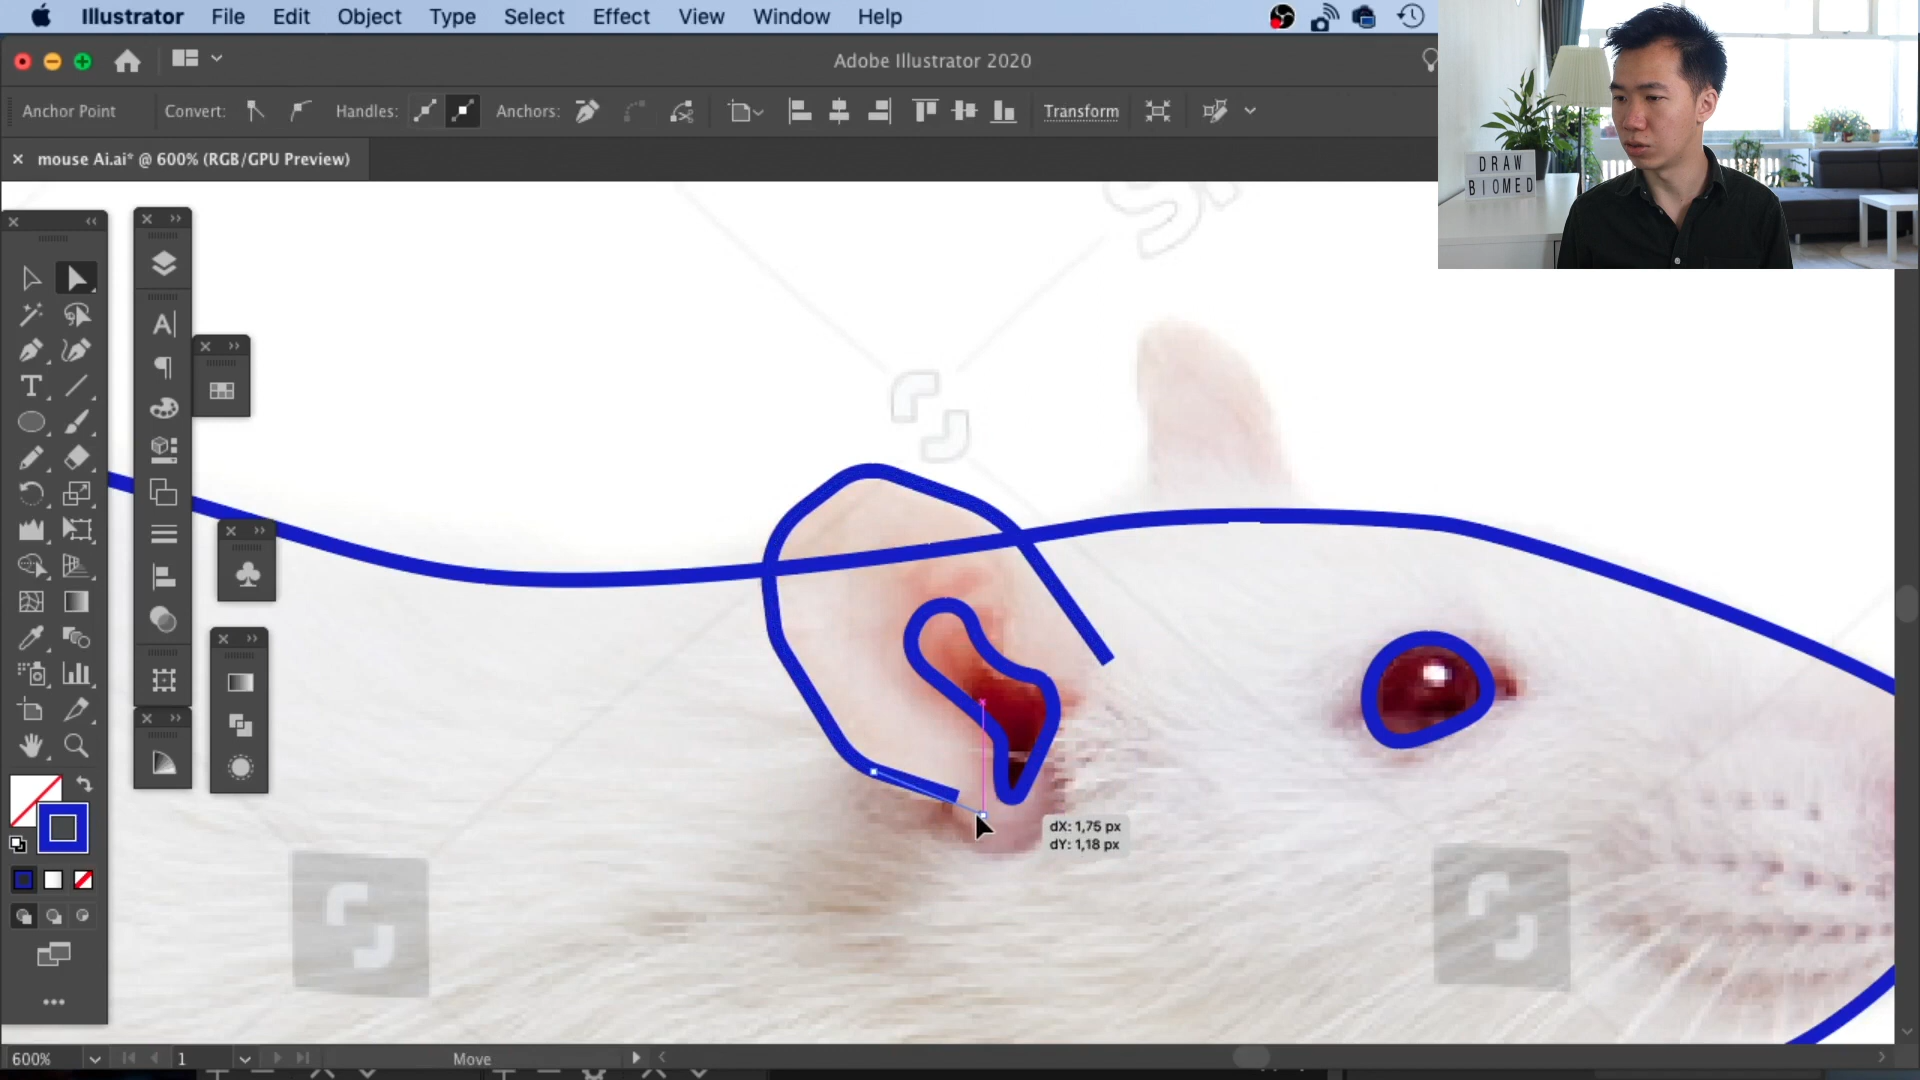 Illustrator File Edit Object Type Select Effect View Window Help
Adobe Illustrator 2020
Anchor Point Convert: Handles: Anchors: Transform
mouse Ai.ai* @ 600% (RGB/GPU Preview)
DRAW
BIOMED
dX: 1,75 px
dY: 1,18 px
600% 1 Move